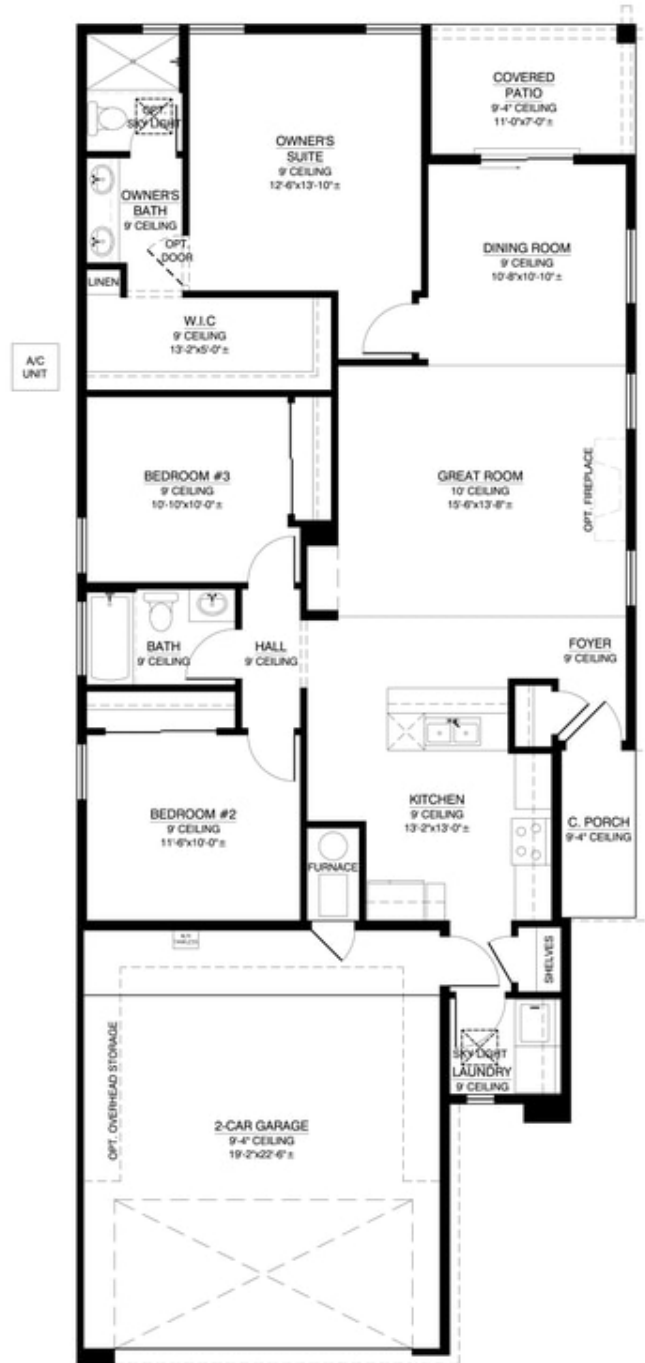 COVERED
PATIO
9'-4" CEILING
11'-0"x7'-0"±
OPT.
SKY LIGHT
OWNER'S
SUITE
9' CEILING
12'-6"x13'-10"±
OWNER'S
BATH
9' CEILING
OPT.
DOOR
DINING ROOM
9' CEILING
10'-8"x10'-10"±
LINEN
W.I.C
9' CEILING
13'-2"x5'-0"±
A/C
UNIT
BEDROOM #3
9' CEILING
10'-10"x10'-0"±
GREAT ROOM
10' CEILING
15'-6"x13'-8"±
OPT. FIREPLACE
BATH
9' CEILING
HALL
9' CEILING
FOYER
9' CEILING
BEDROOM #2
9' CEILING
11'-6"x10'-0"±
KITCHEN
9' CEILING
13'-2"x13'-0"±
C. PORCH
9'-4" CEILING
FURNACE
SHELVES
SKY LIGHT
LAUNDRY
9' CEILING
OPT. OVERHEAD STORAGE
2-CAR GARAGE
9'-4" CEILING
19'-2"x22'-6"±